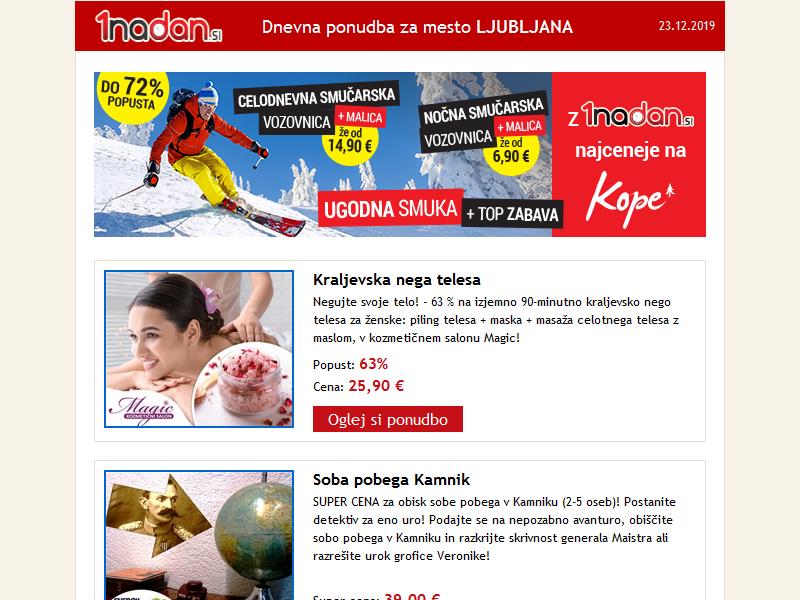 1nadan.si
Dnevna ponudba za mesto LJUBLJANA
23.12.2019
DO 72%
POPUSTA
CELODNEVNA SMUČARSKA
VOZOVNICA + MALICA
že od
14,90 €
NOČNA SMUČARSKA
VOZOVNICA + MALICA
že od
6,90 €
UGODNA SMUKA + TOP ZABAVA
z 1nadan.si
najceneje na
Kope
Kraljevska nega telesa
Negujte svoje telo! - 63 % na izjemno 90-minutno kraljevsko nego
telesa za ženske: piling telesa + maska + masaža celotnega telesa z
maslom, v kozmetičnem salonu Magic!
Popust: 63%
Cena: 25,90 €
Oglej si ponudbo
Magic
KOZMETIČNI SALON
Soba pobega Kamnik
SUPER CENA za obisk sobe pobega v Kamniku (2-5 oseb)! Postanite
detektiv za eno uro! Podajte se na nepozabno avanturo, obiščite
sobo pobega v Kamniku in razkrijte skrivnost generala Maistra ali
razrešite urok grofice Veronike!
Super cena: 39,00 €